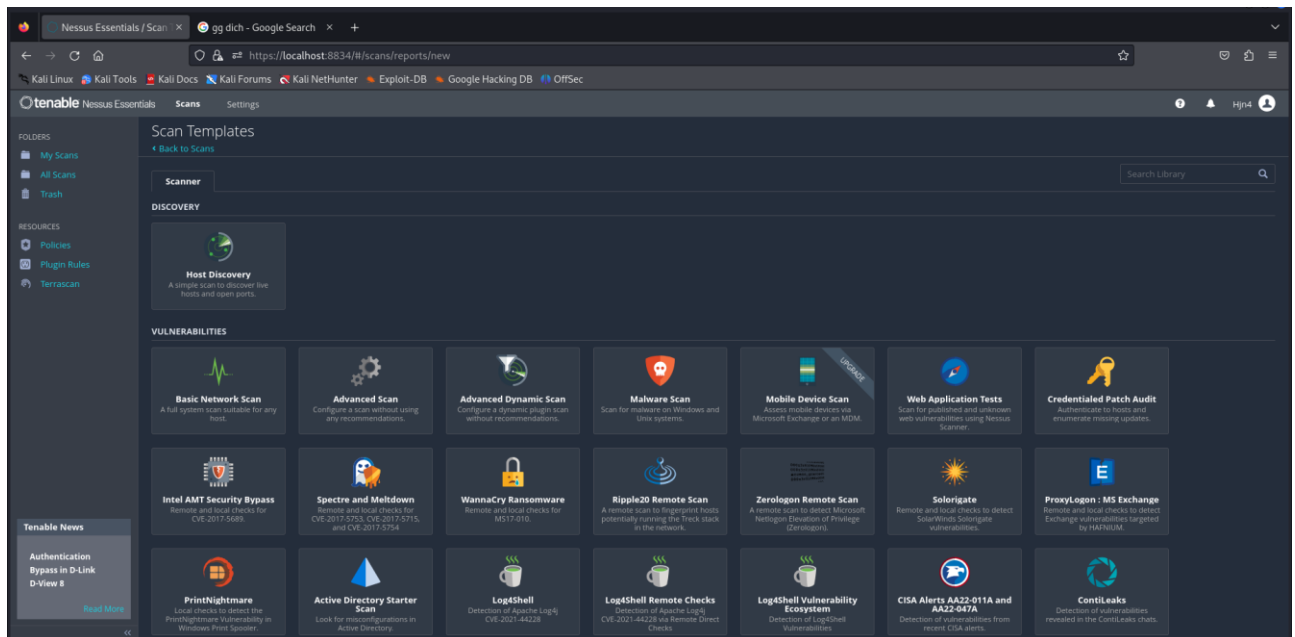 Nessus Essentials / Scan T ×
gg dich - Google Search × +
https://localhost:8834/#/scans/reports/new
Kali Linux Kali Tools Kali Docs Kali Forums Kali NetHunter Exploit-DB Google Hacking DB OffSec
tenable Nessus Essentials Scans Settings Hjn4
FOLDERS
My Scans
All Scans
Trash
RESOURCES
Policies
Plugin Rules
Terrascan
Tenable News
Authentication
Bypass in D-Link
D-View 8
Read More
Scan Templates
Back to Scans
Scanner
Search Library
DISCOVERY
Host Discovery
A simple scan to discover live
hosts and open ports.
VULNERABILITIES
Basic Network Scan
A full system scan suitable for any
host.
Advanced Scan
Configure a scan without using
any recommendations.
Advanced Dynamic Scan
Configure a dynamic plugin scan
without recommendations.
Malware Scan
Scan for malware on Windows and
Unix systems.
UPGRADE
Mobile Device Scan
Assess mobile devices via
Microsoft Exchange or an MDM.
Web Application Tests
Scan for published and unknown
web vulnerabilities using Nessus
Scanner.
Credentialed Patch Audit
Authenticate to hosts and
enumerate missing updates.
Intel AMT Security Bypass
Remote and local checks for
CVE-2017-5689.
Spectre and Meltdown
Remote and local checks for
CVE-2017-5753, CVE-2017-5715,
and CVE-2017-5754
WannaCry Ransomware
Remote and local checks for
MS17-010.
Ripple20 Remote Scan
A remote scan to fingerprint hosts
potentially running the Treck stack
in the network.
Zerologon Remote Scan
A remote scan to detect Microsoft
Netlogon Elevation of Privilege
(Zerologon).
Solorigate
Remote and local checks to detect
SolarWinds Solorigate
vulnerabilities.
E
ProxyLogon : MS Exchange
Remote and local checks to detect
Exchange vulnerabilities targeted
by HAFNIUM.
PrintNightmare
Local checks to detect the
PrintNightmare Vulnerability in
Windows Print Spooler.
Active Directory Starter
Scan
Look for misconfigurations in
Active Directory.
Log4Shell
Detection of Apache Log4j
CVE-2021-44228
Log4Shell Remote Checks
Detection of Apache Log4j
CVE-2021-44228 via Remote Direct
Checks
Log4Shell Vulnerability
Ecosystem
Detection of Log4Shell
Vulnerabilities
CISA Alerts AA22-011A and
AA22-047A
Detection of vulnerabilities from
recent CISA alerts.
ContiLeaks
Detection of vulnerabilities
revealed in the ContiLeaks chats.